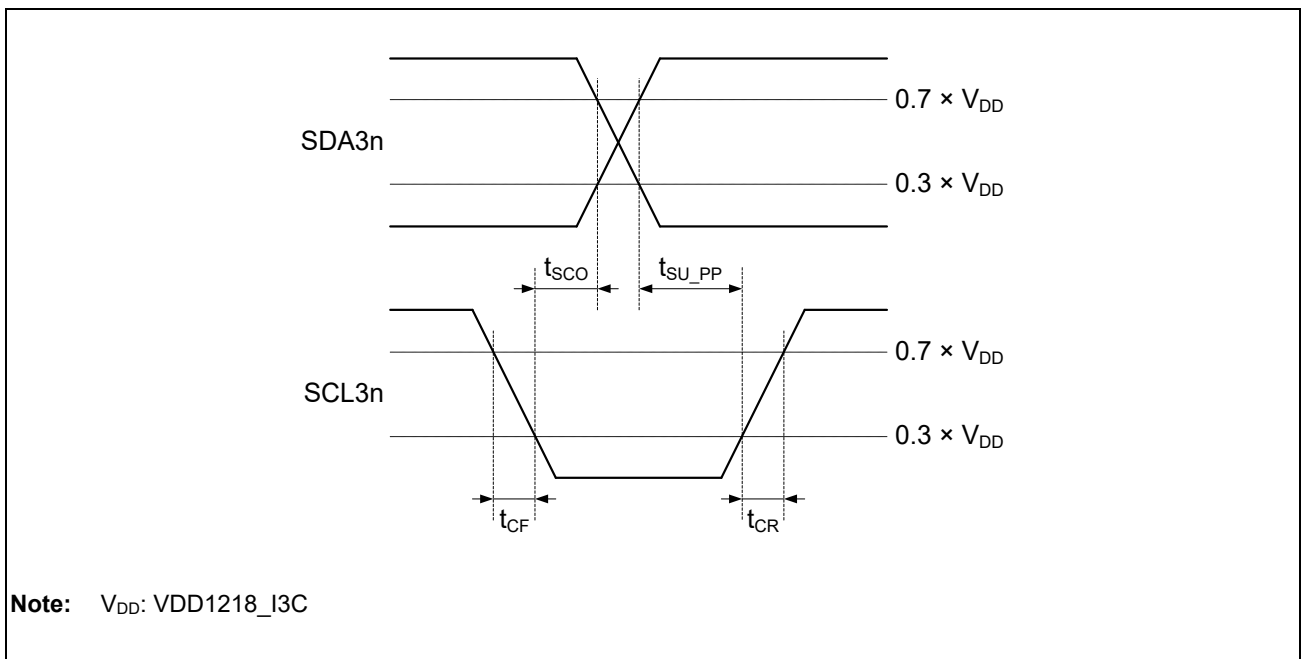 0.7 × VDD
SDA3n
0.3 × VDD
tSCO
tSU_PP
0.7 × VDD
SCL3n
0.3 × VDD
tCF
tCR
Note: VDD: VDD1218_I3C